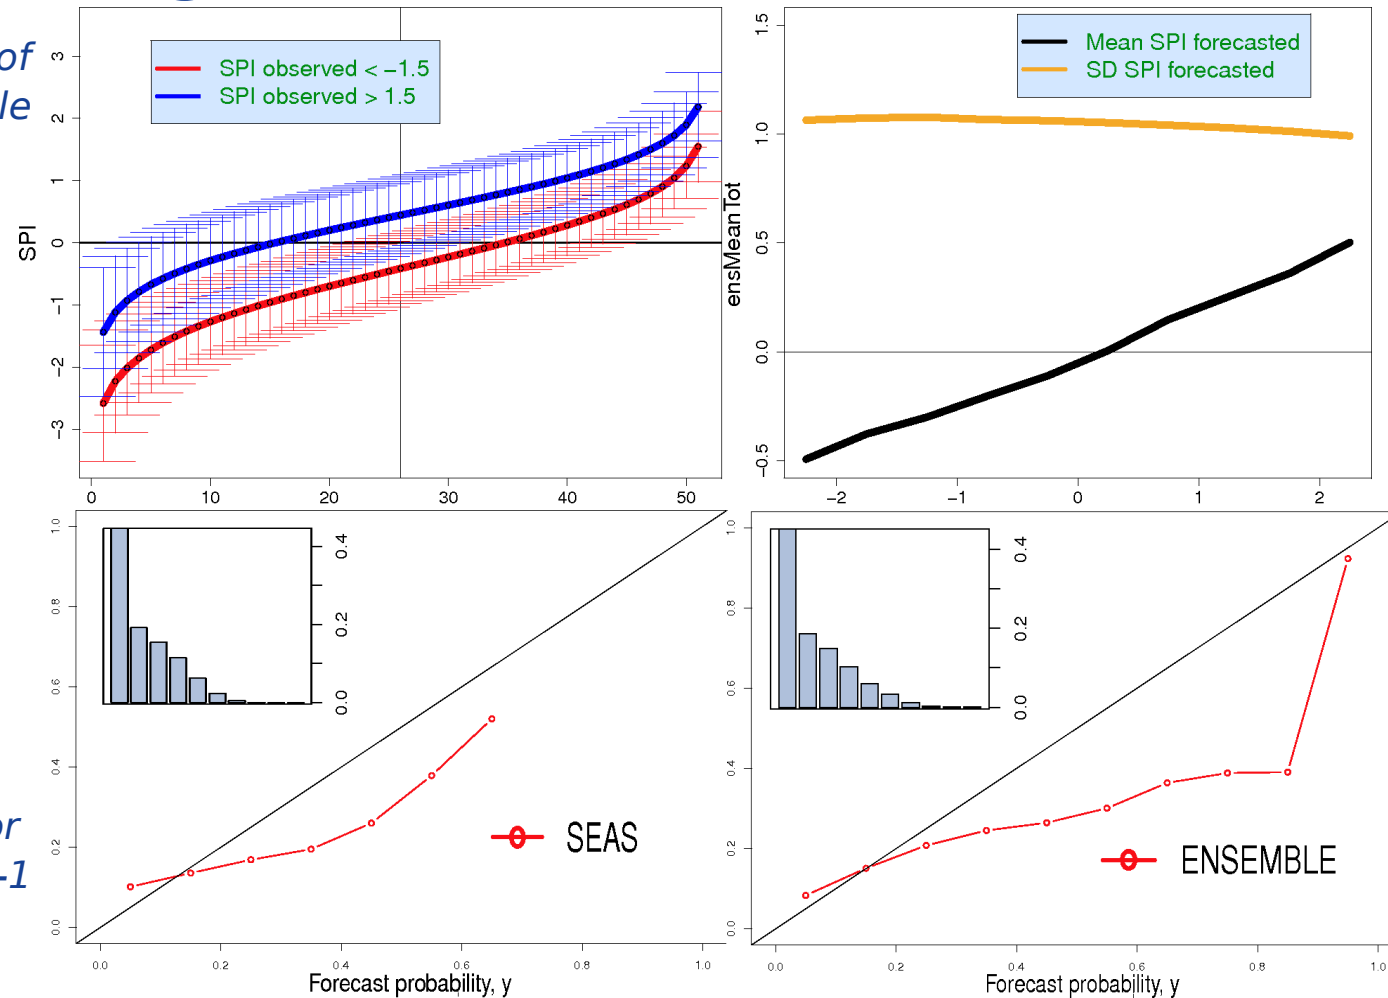 of
le
SPI observed < −1.5
SPI observed > 1.5
SPI
3
2
1
0
−1
−2
−3
0 10 20 30 40 50
Mean SPI forecasted
SD SPI forecasted
ensMeanTot
1.5
1.0
0.5
0.0
−0.5
−2 −1 0 1 2
or
-1
1.0
0.8
0.6
0.4
0.2
0.0
0.4
0.2
0.0
SEAS
0.0 0.2 0.4 0.6 0.8 1.0
Forecast probability, y
1.0
0.8
0.6
0.4
0.2
0.0
0.4
0.2
0.0
ENSEMBLE
0.0 0.2 0.4 0.6 0.8 1.0
Forecast probability, y